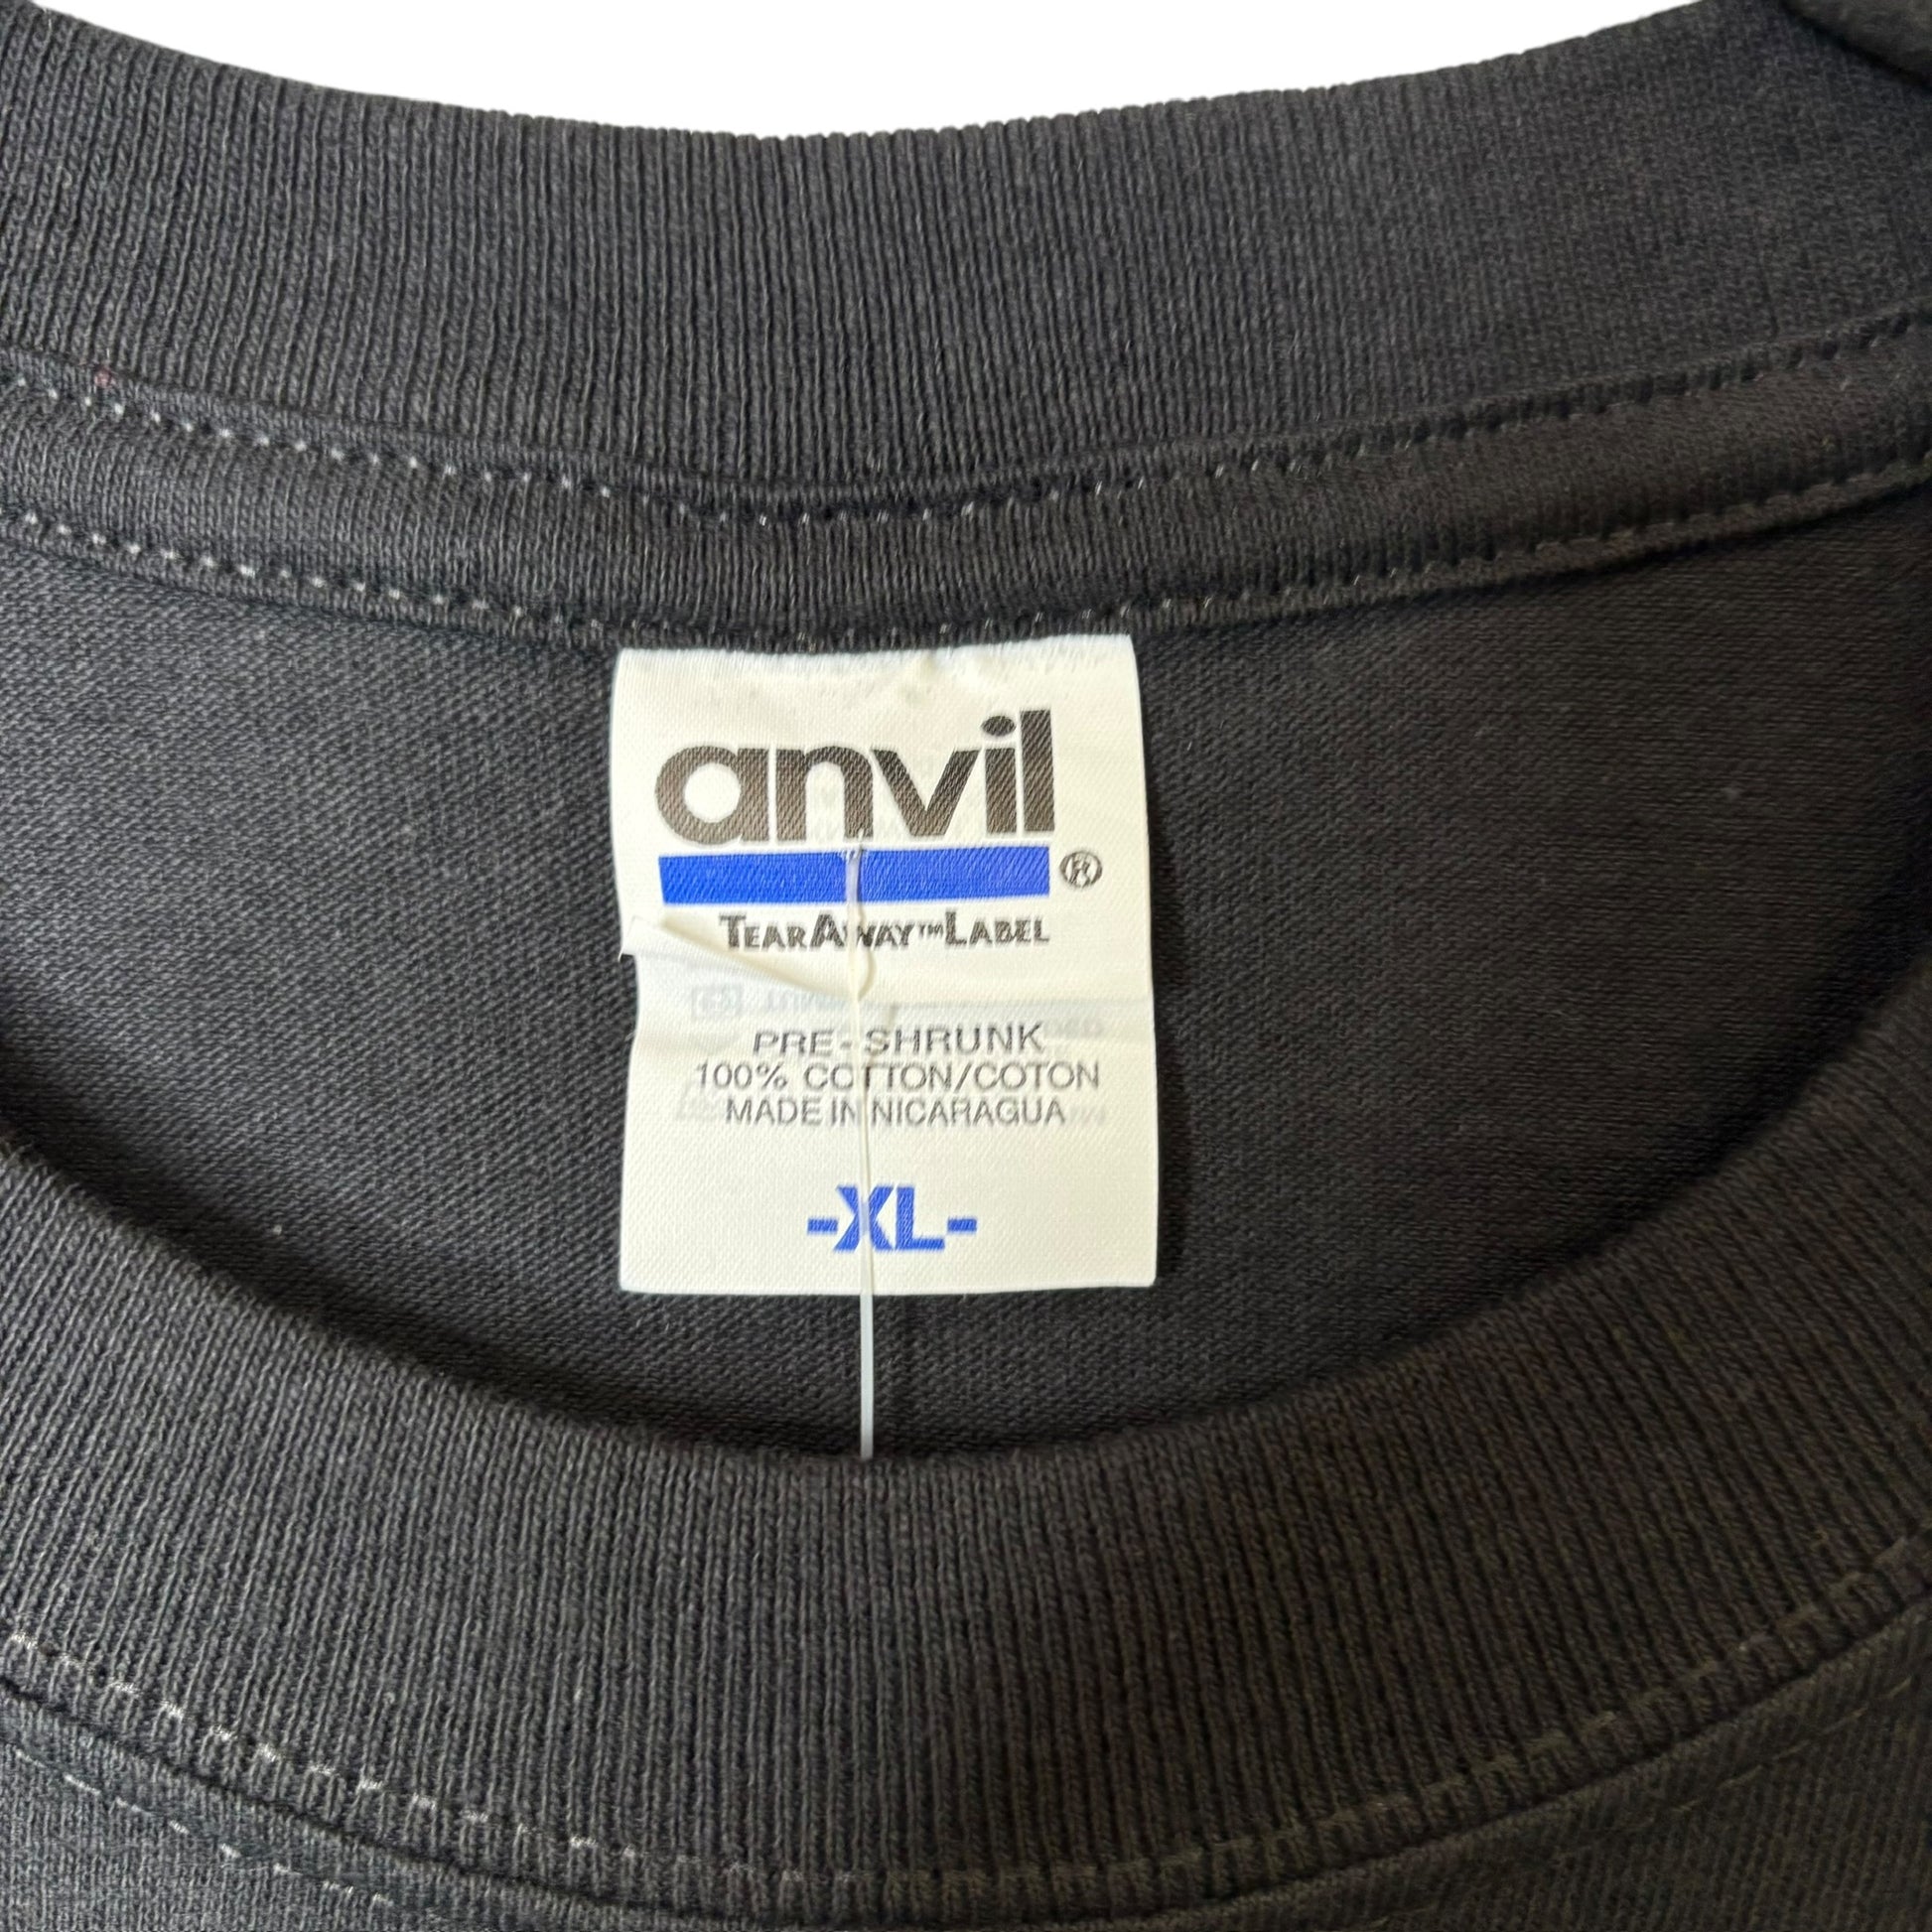 anvil
®
TEARAWAY™LABEL
PRE-SHRUNK
100% COTTON/COTON
MADE IN NICARAGUA
-XL-